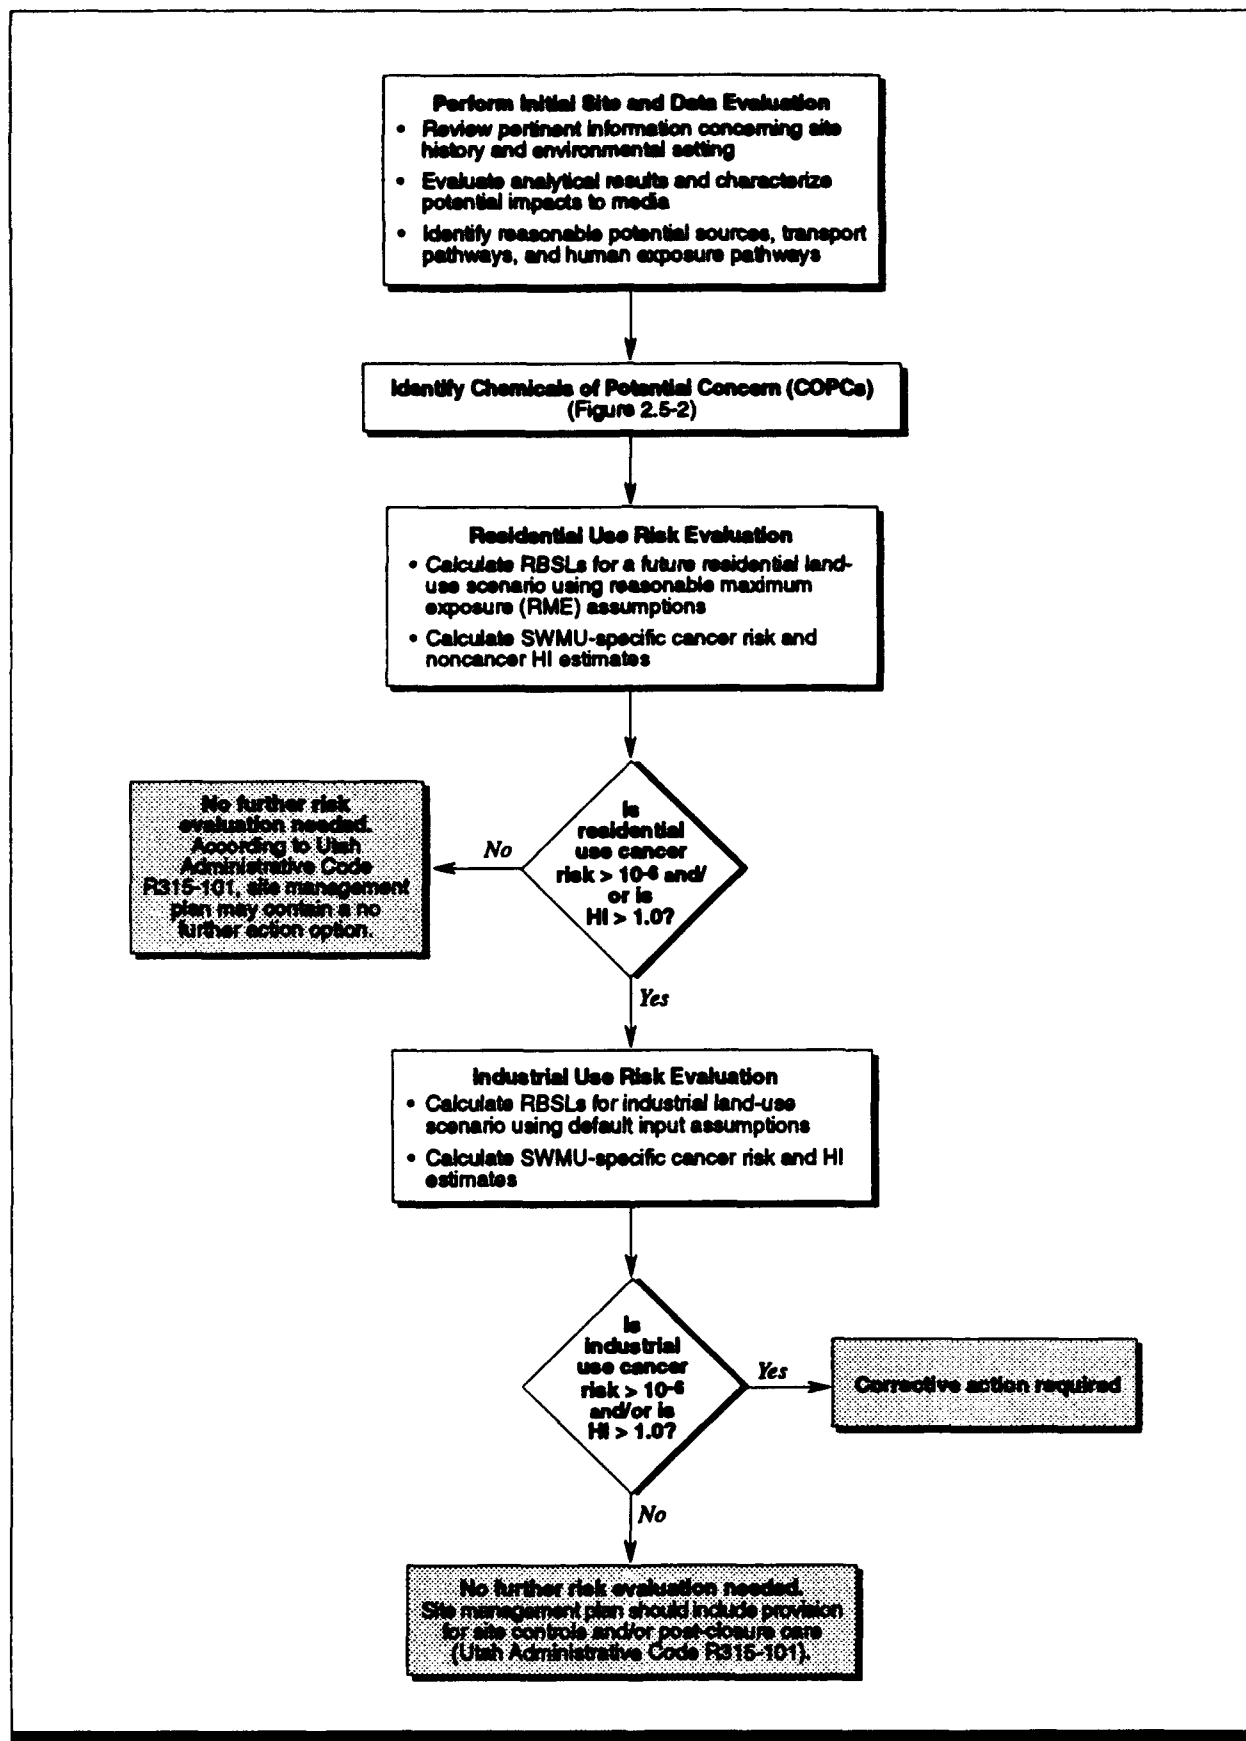 Perform Initial Site and Data Evaluation
• Review pertinent information concerning site
history and environmental setting
• Evaluate analytical results and characterize
potential impacts to media
• Identify reasonable potential sources, transport
pathways, and human exposure pathways
Identify Chemicals of Potential Concern (COPCs)
(Figure 2.5-2)
Residential Use Risk Evaluation
• Calculate RBSLs for a future residential land-
use scenario using reasonable maximum
exposure (RME) assumptions
• Calculate SWMU-specific cancer risk and
noncancer HI estimates
Is
residential
use cancer
risk > 10⁻⁶ and/
or is
HI > 1.0?
No
No further risk
evaluation needed.
According to Utah
Administrative Code
R315-101, site management
plan may contain a no
further action option.
Yes
Industrial Use Risk Evaluation
• Calculate RBSLs for industrial land-use
scenario using default input assumptions
• Calculate SWMU-specific cancer risk and HI
estimates
Is
industrial
use cancer
risk > 10⁻⁶
and/or is
HI > 1.0?
Yes
Corrective action required
No
No further risk evaluation needed.
Site management plan should include provision
for site controls and/or post-closure care
(Utah Administrative Code R315-101).